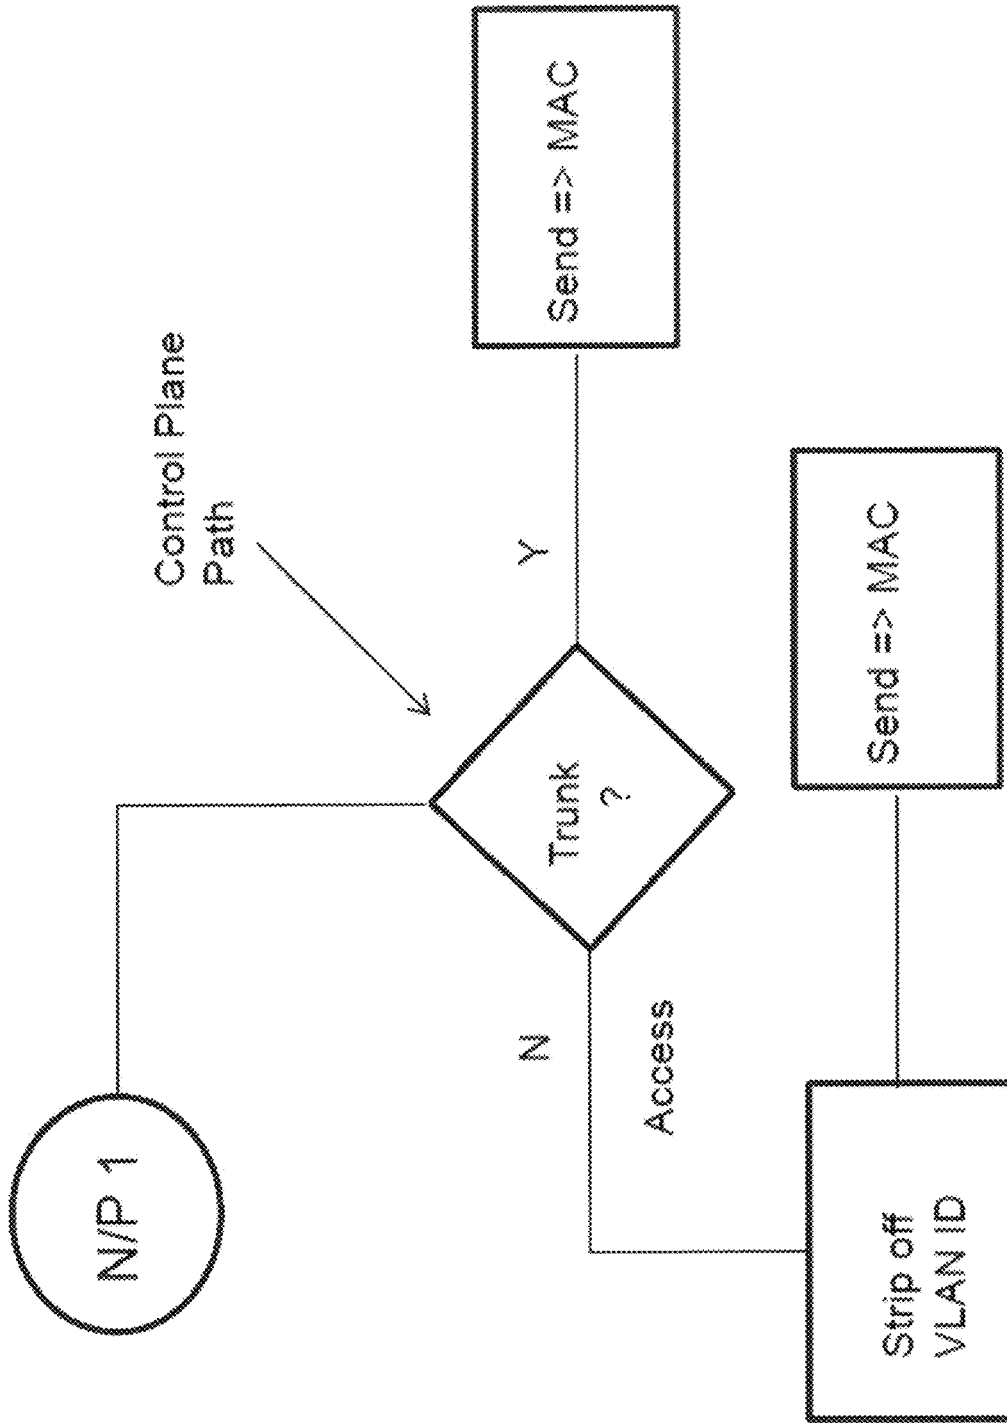 N/P 1
Control Plane
Path
Trunk
?
Y
Send => MAC
N
Access
Strip off
VLAN ID
Send => MAC